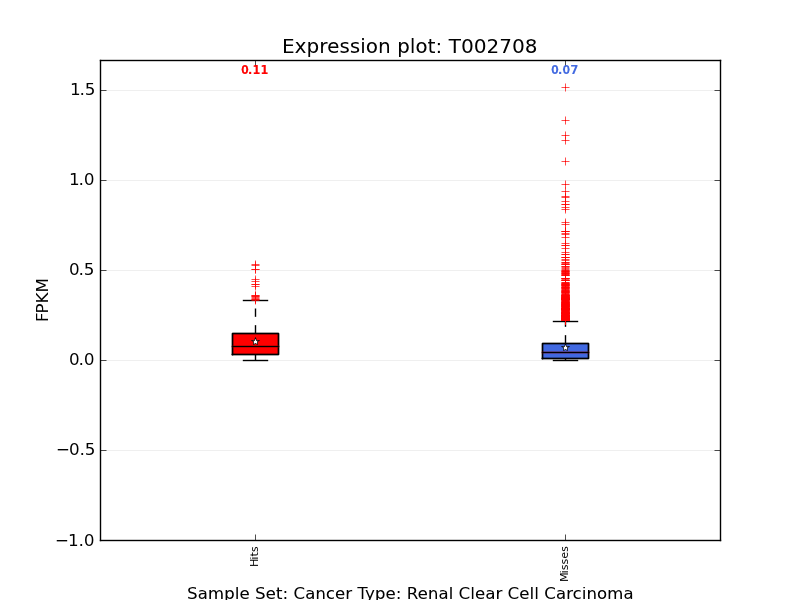 Expression plot: T002708
0.11
0.07
1.5
1.0
0.5
0.0
−0.5
−1.0
FPKM
Hits
Misses
Sample Set: Cancer Type: Renal Clear Cell Carcinoma